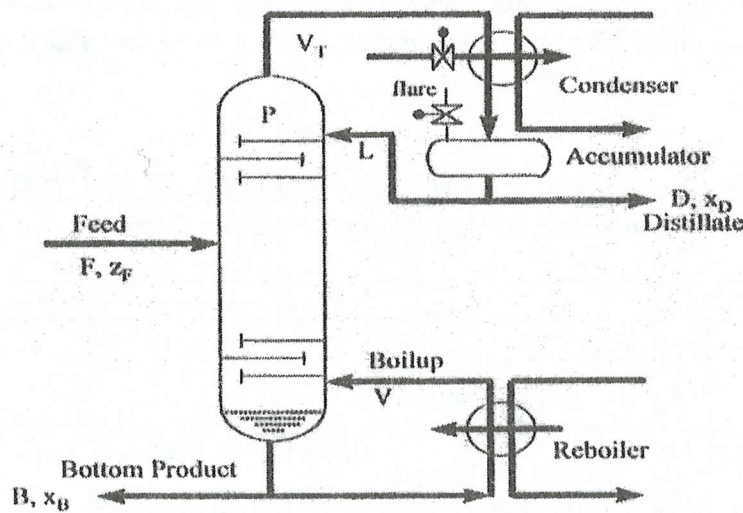 V_T
flare
Condenser
P
L
Accumulator
D, x_D
Distillate
Feed
F, z_F
Boilup
V
Reboiler
Bottom Product
B, x_B